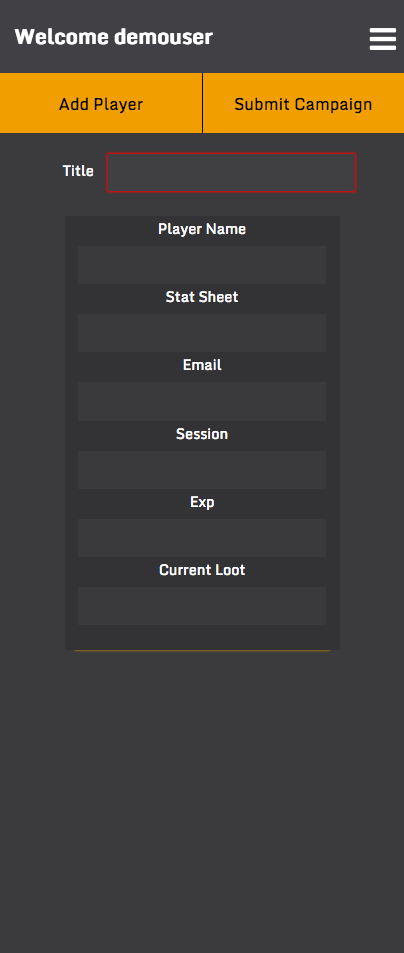 Welcome demouser
Add Player
Submit Campaign
Title
Player Name
Stat Sheet
Email
Session
Exp
Current Loot